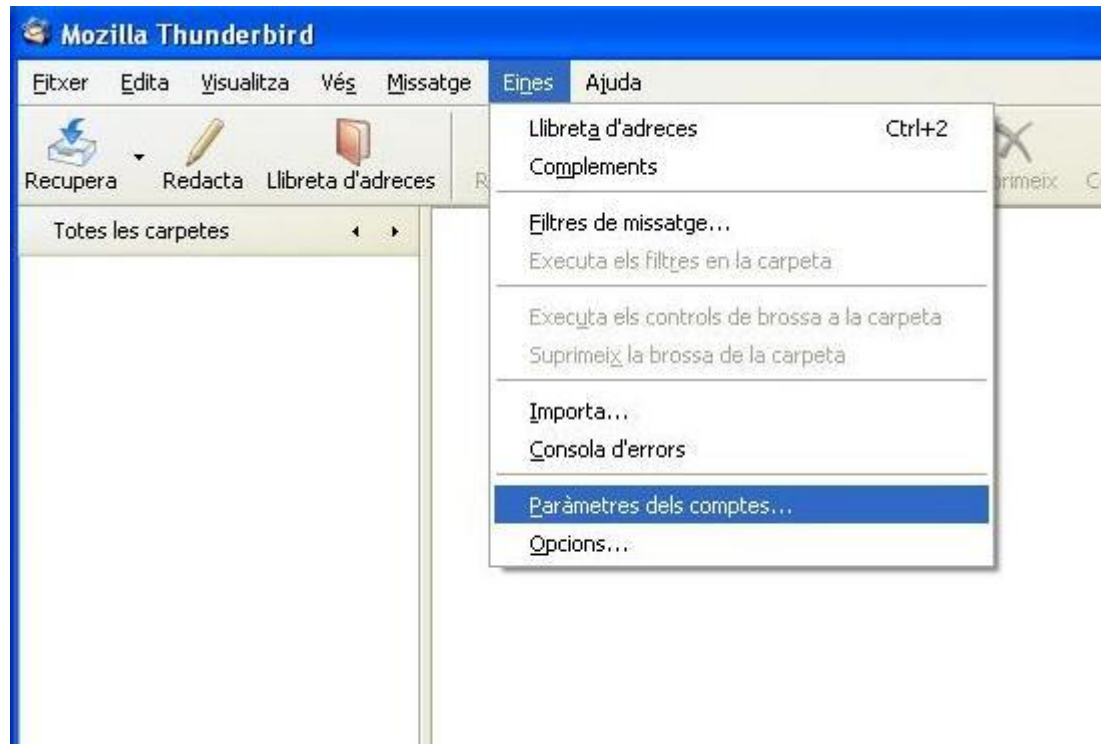 Mozilla Thunderbird
Fitxer Edita Visualitza Vés Missatge Eines Ajuda
Recupera Redacta Llibreta d'adreces
Totes les carpetes
Llibreta d'adreces Ctrl+2
Complements
Filtres de missatge...
Executa els filtres en la carpeta
Executa els controls de brossa a la carpeta
Suprimeix la brossa de la carpeta
Importa...
Consola d'errors
Paràmetres dels comptes...
Opcions...